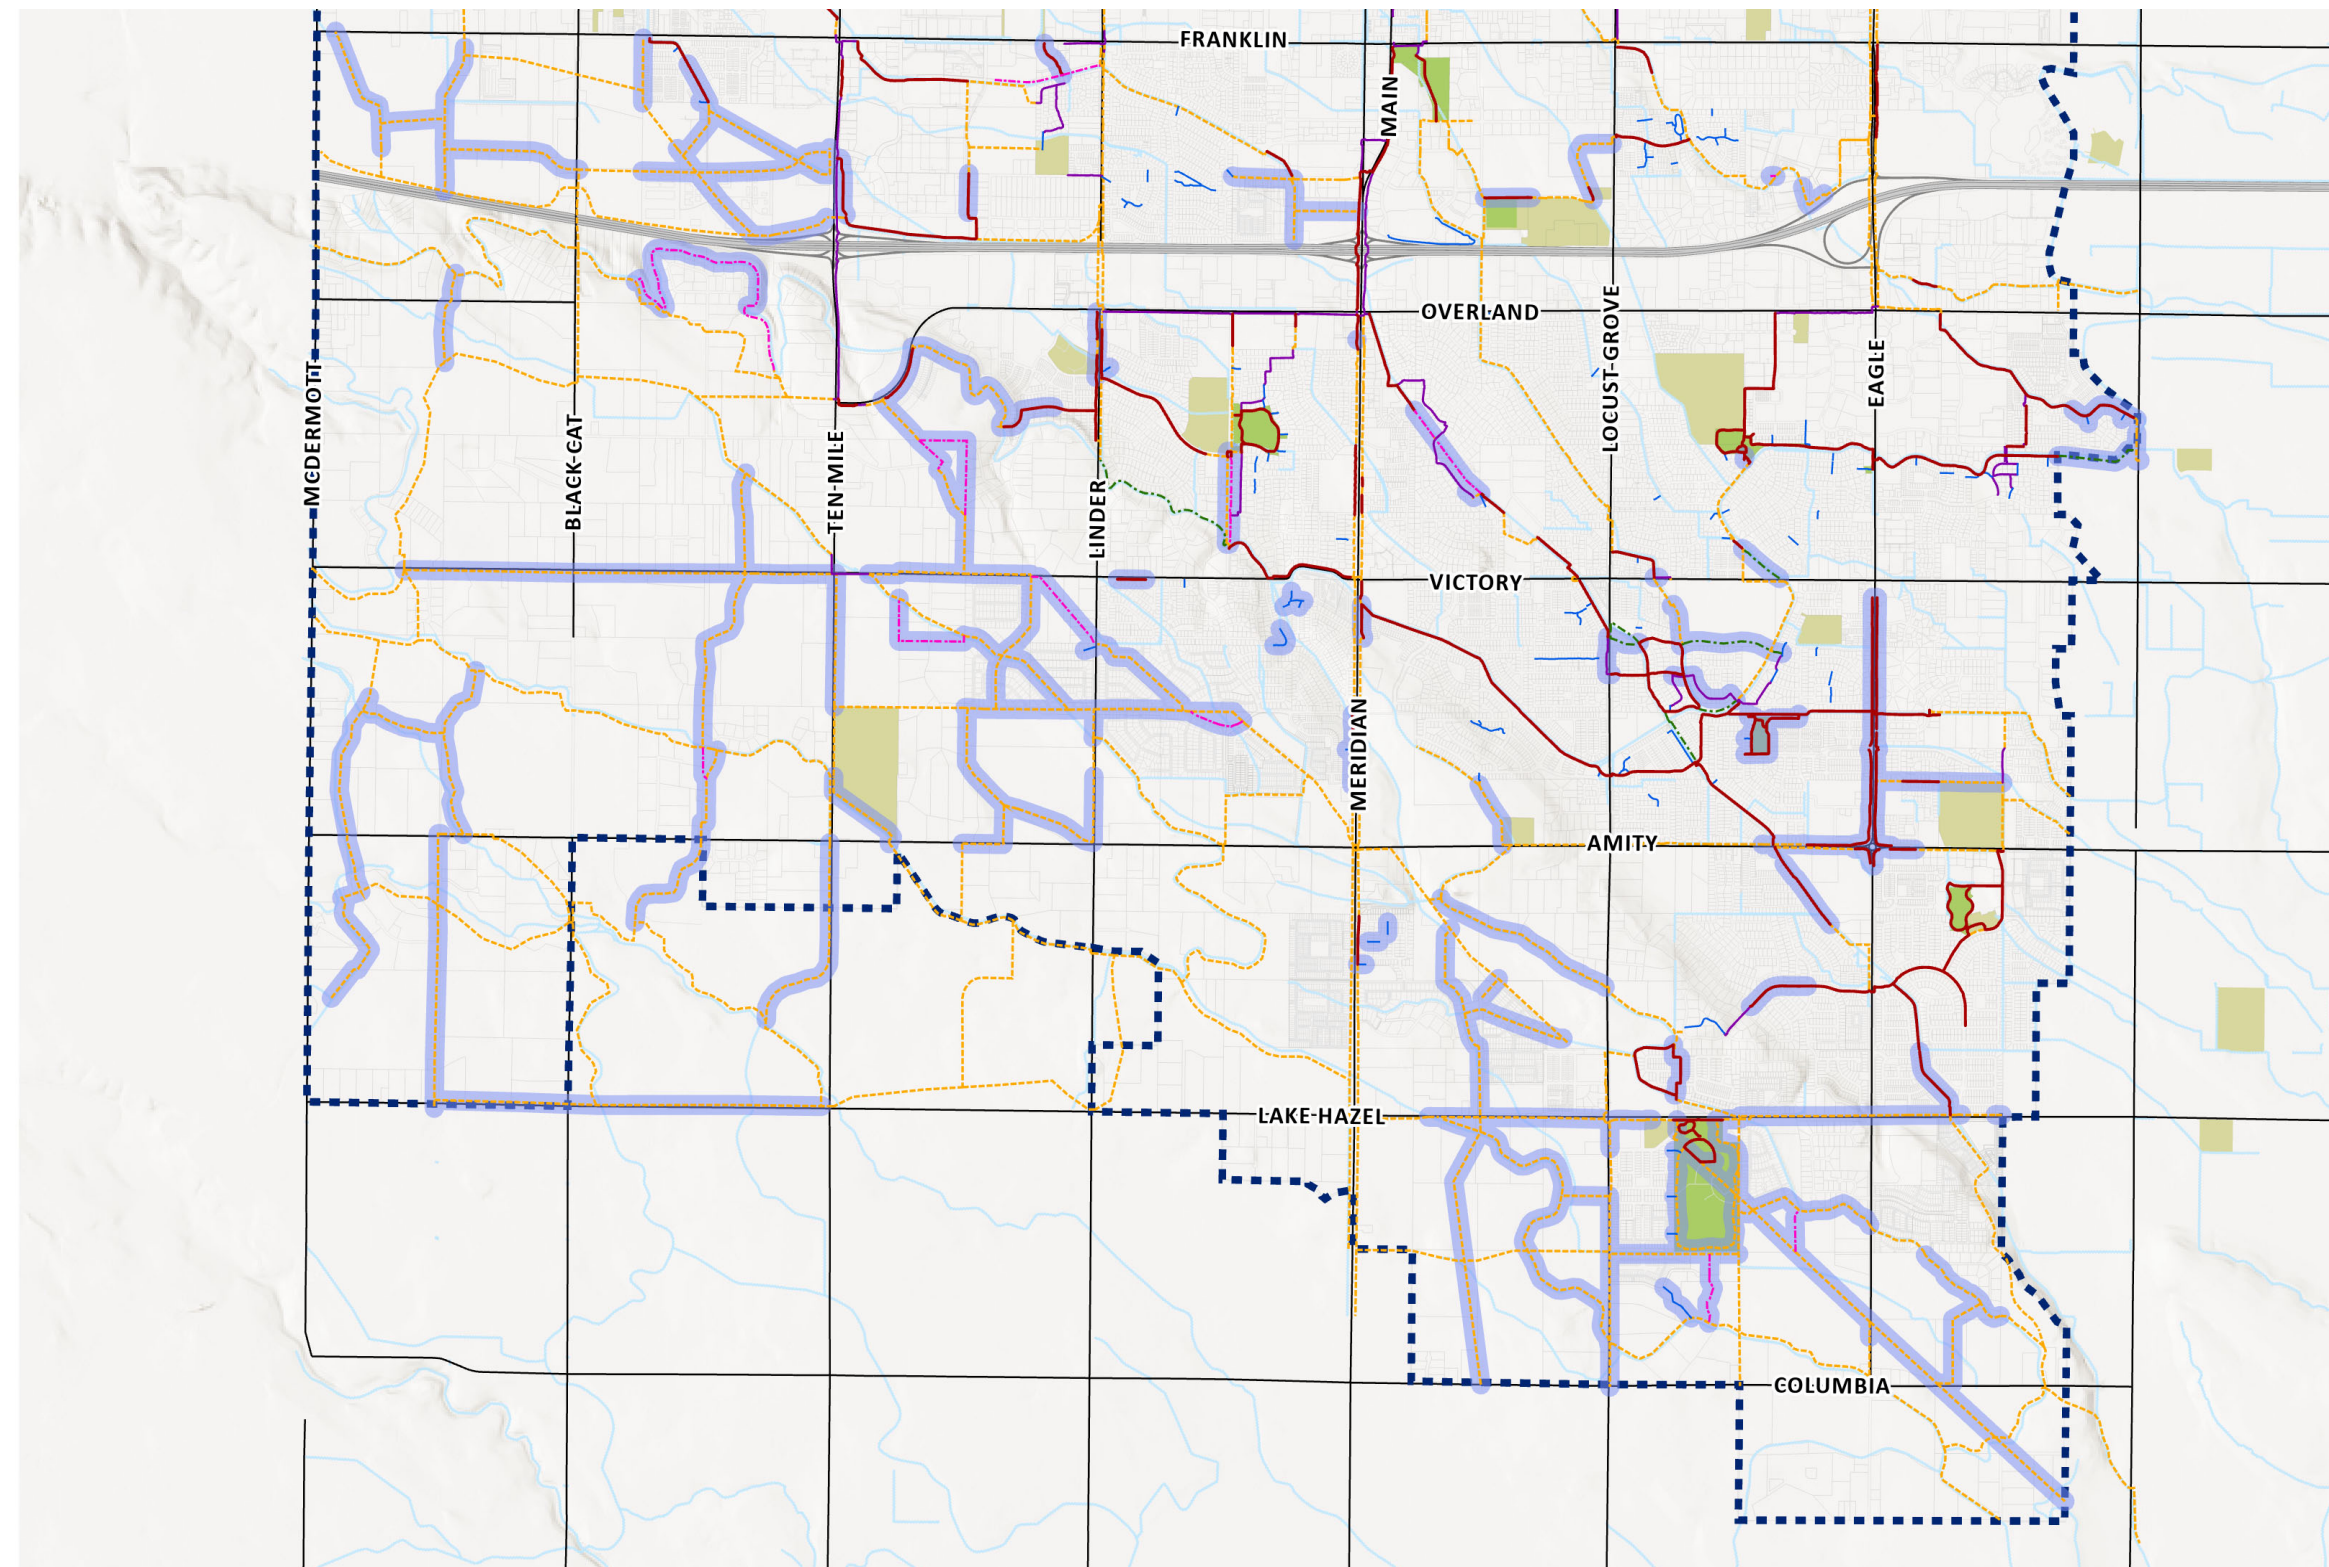 FRANKLIN
MAIN
OVERLAND
LOCUST-GROVE
EAGLE
MCDERMOTT
BLACK-CAT
TEN-MILE
LINDER
VICTORY
MERIDIAN
AMITY
LAKE-HAZEL
COLUMBIA